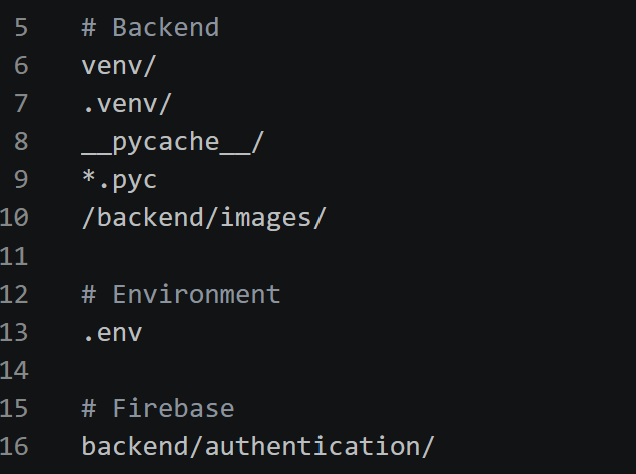 5 # Backend
6 venv/
7 .venv/
8 __pycache__/
9 *.pyc
10 /backend/images/
11
12 # Environment
13 .env
14
15 # Firebase
16 backend/authentication/